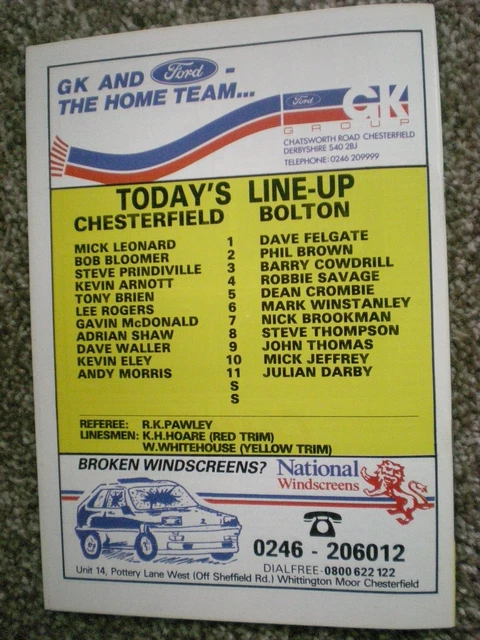 GK AND Ford -
THE HOME TEAM...
Ford GK
GROUP
CHATSWORTH ROAD CHESTERFIELD
DERBYSHIRE S40 2BJ
TELEPHONE: 0246 209999
TODAY'S LINE-UP
CHESTERFIELD BOLTON
MICK LEONARD 1 DAVE FELGATE
BOB BLOOMER 2 PHIL BROWN
STEVE PRINDIVILLE 3 BARRY COWDRILL
KEVIN ARNOTT 4 ROBBIE SAVAGE
TONY BRIEN 5 DEAN CROMBIE
LEE ROGERS 6 MARK WINSTANLEY
GAVIN McDONALD 7 NICK BROOKMAN
ADRIAN SHAW 8 STEVE THOMPSON
DAVE WALLER 9 JOHN THOMAS
KEVIN ELEY 10 MICK JEFFREY
ANDY MORRIS 11 JULIAN DARBY
S
S
REFEREE: R.K.PAWLEY
LINESMEN: K.H.HOARE (RED TRIM)
W.WHITEHOUSE (YELLOW TRIM)
BROKEN WINDSCREENS? National
Windscreens
0246 - 206012
DIALFREE - 0800 622 122
Unit 14, Pottery Lane West (Off Sheffield Rd.) Whittington Moor Chesterfield